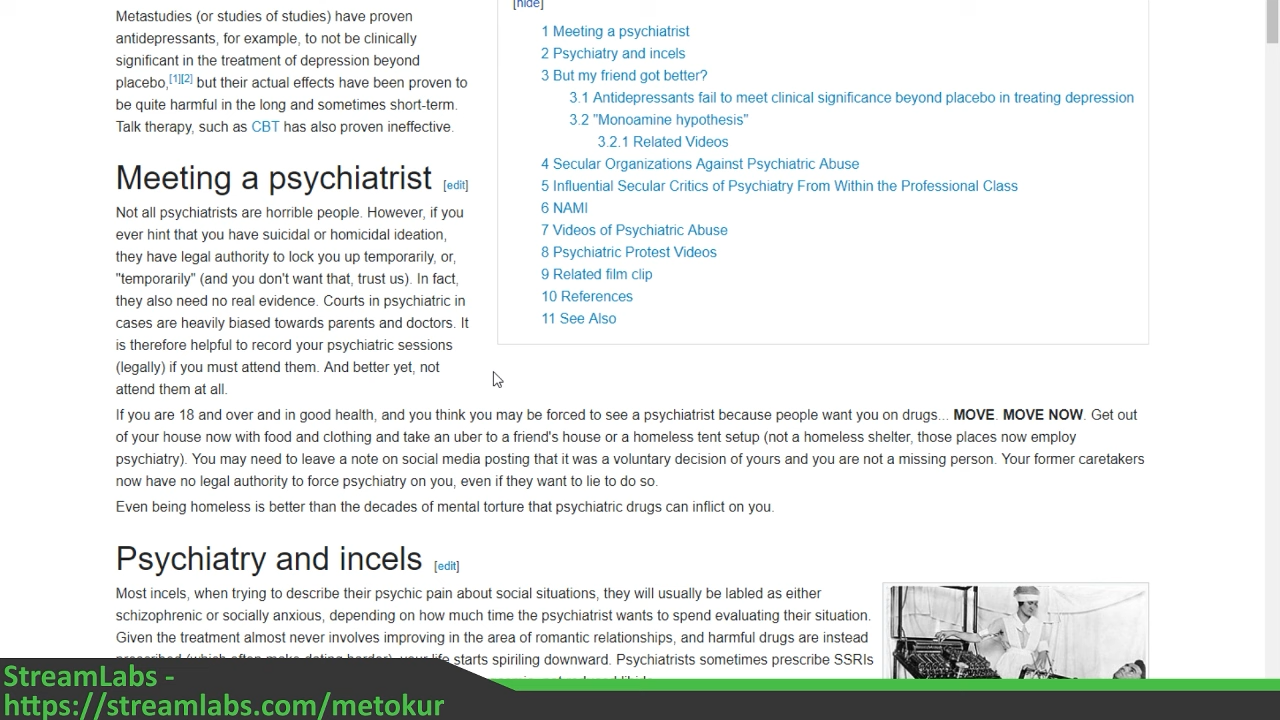 Metastudies (or studies of studies) have proven
antidepressants, for example, to not be clinically
significant in the treatment of depression beyond
placebo,[1][2] but their actual effects have been proven to
be quite harmful in the long and sometimes short-term.
Talk therapy, such as CBT has also proven ineffective.
[hide]
1 Meeting a psychiatrist
2 Psychiatry and incels
3 But my friend got better?
3.1 Antidepressants fail to meet clinical significance beyond placebo in treating depression
3.2 "Monoamine hypothesis"
3.2.1 Related Videos
4 Secular Organizations Against Psychiatric Abuse
5 Influential Secular Critics of Psychiatry From Within the Professional Class
6 NAMI
7 Videos of Psychiatric Abuse
8 Psychiatric Protest Videos
9 Related film clip
10 References
11 See Also
Meeting a psychiatrist [edit]
Not all psychiatrists are horrible people. However, if you
ever hint that you have suicidal or homicidal ideation,
they have legal authority to lock you up temporarily, or,
"temporarily" (and you don't want that, trust us). In fact,
they also need no real evidence. Courts in psychiatric in
cases are heavily biased towards parents and doctors. It
is therefore helpful to record your psychiatric sessions
(legally) if you must attend them. And better yet, not
attend them at all.
If you are 18 and over and in good health, and you think you may be forced to see a psychiatrist because people want you on drugs... MOVE. MOVE NOW. Get out
of your house now with food and clothing and take an uber to a friend's house or a homeless tent setup (not a homeless shelter, those places now employ
psychiatry). You may need to leave a note on social media posting that it was a voluntary decision of yours and you are not a missing person. Your former caretakers
now have no legal authority to force psychiatry on you, even if they want to lie to do so.
Even being homeless is better than the decades of mental torture that psychiatric drugs can inflict on you.
Psychiatry and incels [edit]
Most incels, when trying to describe their psychic pain about social situations, they will usually be labled as either
schizophrenic or socially anxious, depending on how much time the psychiatrist wants to spend evaluating their situation.
Given the treatment almost never involves improving in the area of romantic relationships, and harmful drugs are instead
your life starts spiriling downward. Psychiatrists sometimes prescribe SSRIs
StreamLabs -
https://streamlabs.com/metokur